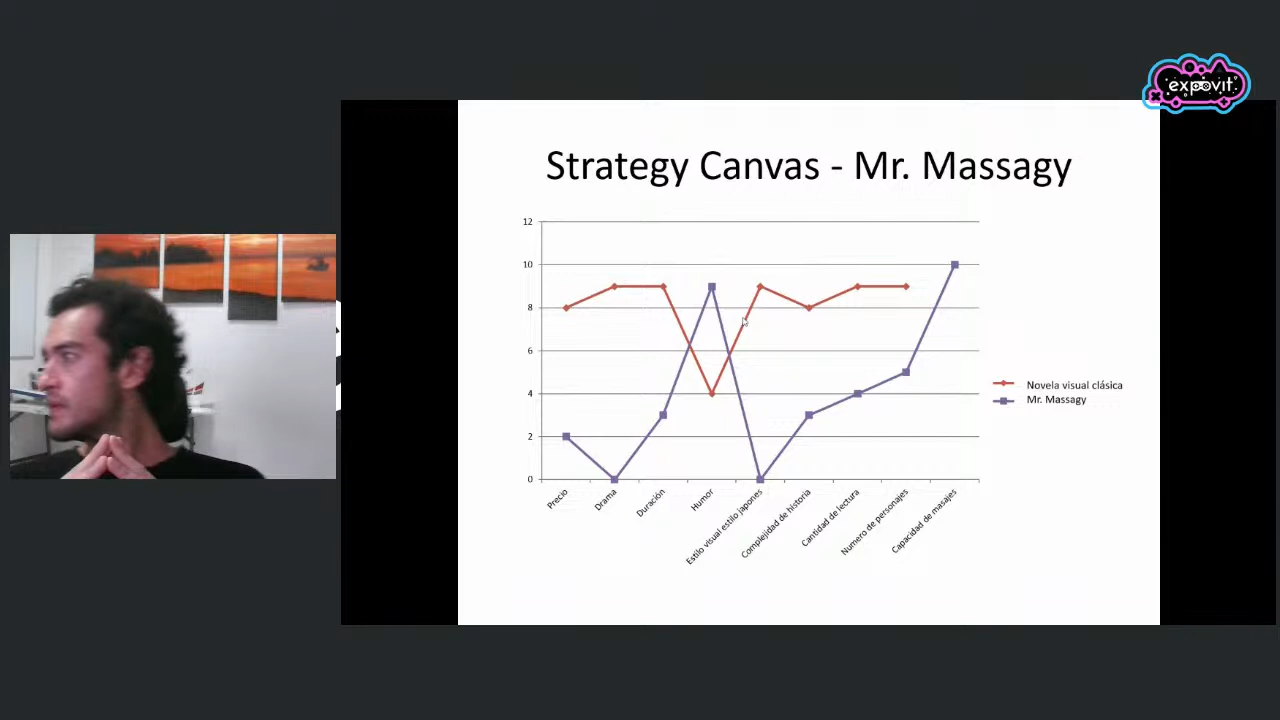 expovit.
Strategy Canvas - Mr. Massagy
12
10
8
6
4
2
0
Precio
Drama
Duración
Humor
Estilo visual estilo japones
Complejidad de historia
Cantidad de lectura
Numero de personajes
Capacidad de masajes
Novela visual clásica
Mr. Massagy